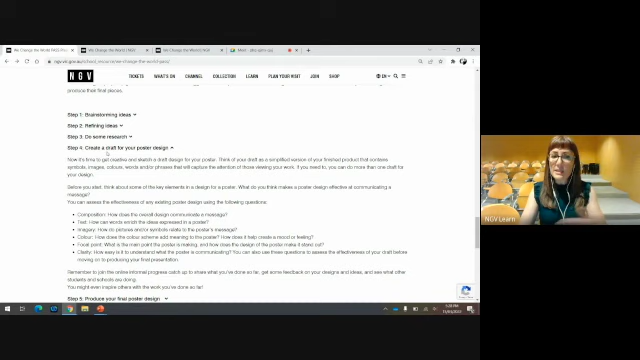 We Change the World | NGV
We Change the World | NGV
ngv.vic.gov.au/school_resource/we-change-the-world-pass/
NGV
TICKETS
WHAT'S ON
CHANNEL
COLLECTION
LEARN
PLAN YOUR VISIT
JOIN
SHOP
EN
produce their final pieces.
Step 1: Brainstorming ideas
Step 2: Refining ideas
Step 3: Do some research
Step 4: Create a draft for your poster design
Now it's time to get creative and sketch a draft design for your poster. Think of your draft as a simplified version of your finished product that contains
symbols, images, colours, words and/or phrases that will capture the attention of those viewing your work. If you need to, you can do more than one draft for
your design.
Before you start, think about some of the key elements in a design for a poster. What do you think makes a poster design effective at communicating a
message?
You can assess the effectiveness of any existing poster design using the following questions:
Composition: How does the overall design communicate a message?
Text: How can words enrich the ideas expressed in a poster?
Imagery: How do pictures and/or symbols relate to the poster's message?
Colour: How does the colour scheme add meaning to the poster? How does it help create a mood or feeling?
Focal point: What is the main point the poster is making, and how does the design of the poster make it stand out?
Clarity: How easy is it to understand what the poster is communicating? You can also use these questions to assess the effectiveness of your draft before
moving on to producing your final presentation.
Remember to join the online informal progress catch up to share what you've done so far, get some feedback on your designs and ideas, and see what other
students and schools are doing.
You might even inspire others with the work you've done so far!
Step 5: Produce your final poster design
NGV Learn